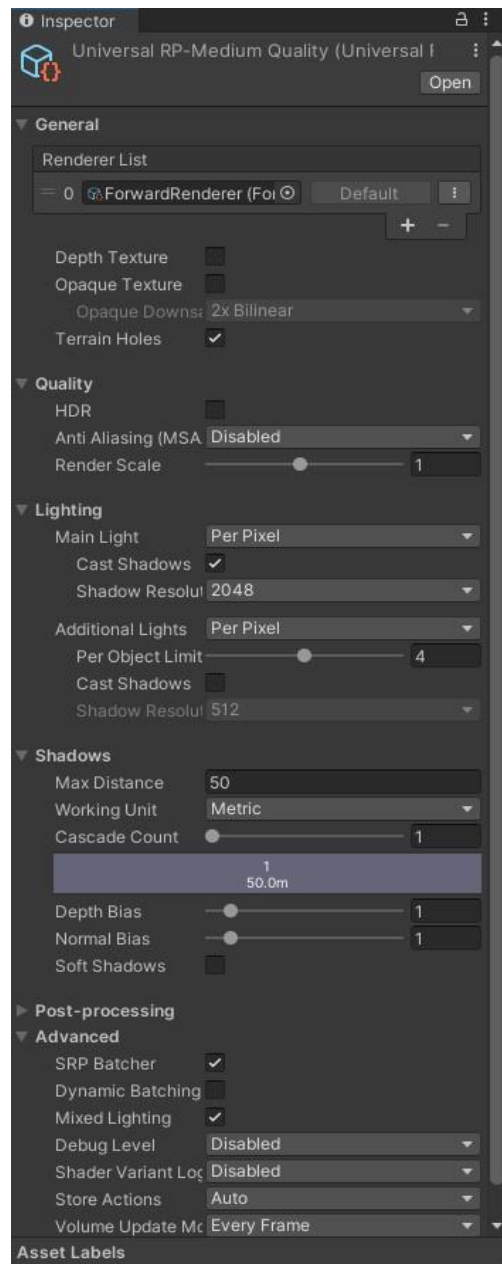 Inspector
Universal RP-Medium Quality (Universal F
Open
General
Renderer List
0 ForwardRenderer (For Default
+ −
Depth Texture
Opaque Texture
Opaque Downsa 2x Bilinear
Terrain Holes
Quality
HDR
Anti Aliasing (MSA Disabled
Render Scale 1
Lighting
Main Light Per Pixel
Cast Shadows
Shadow Resolut 2048
Additional Lights Per Pixel
Per Object Limit 4
Cast Shadows
Shadow Resolut 512
Shadows
Max Distance 50
Working Unit Metric
Cascade Count 1
1
50.0m
Depth Bias 1
Normal Bias 1
Soft Shadows
Post-processing
Advanced
SRP Batcher
Dynamic Batching
Mixed Lighting
Debug Level Disabled
Shader Variant Log Disabled
Store Actions Auto
Volume Update Mo Every Frame
Asset Labels